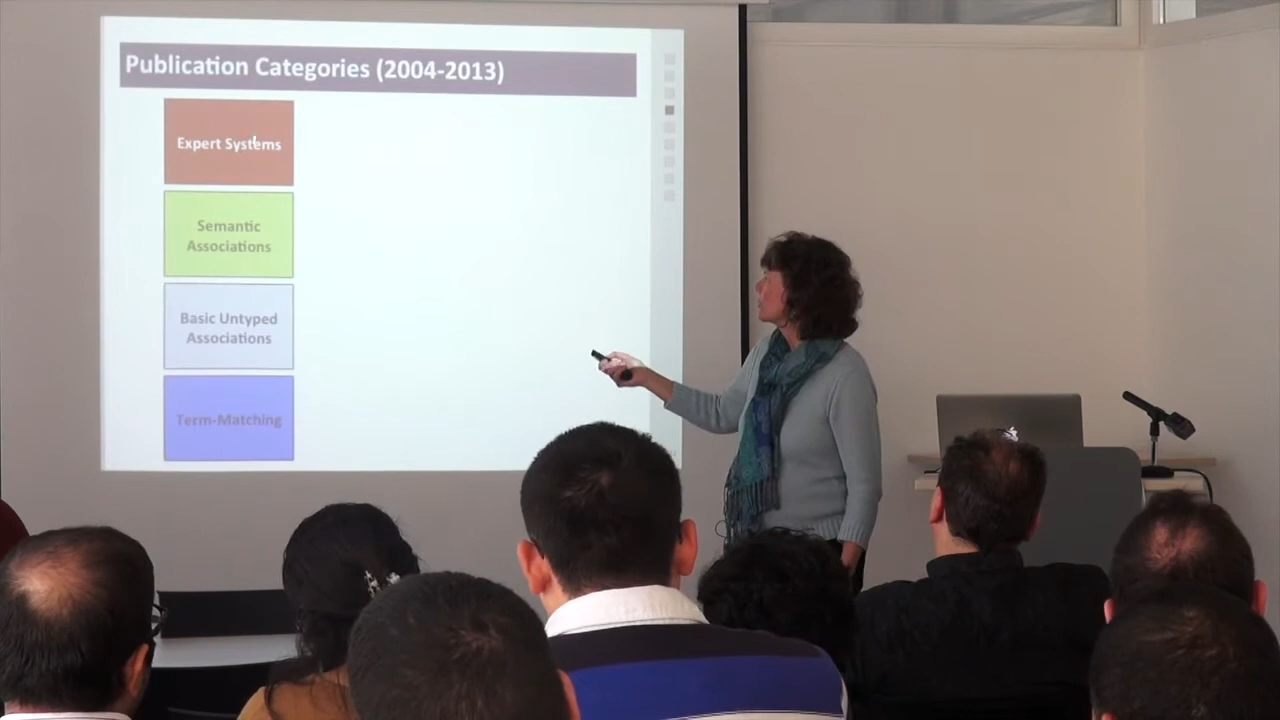 Publication Categories (2004-2013)
Expert Systems
Semantic
Associations
Basic Untyped
Associations
Term-Matching